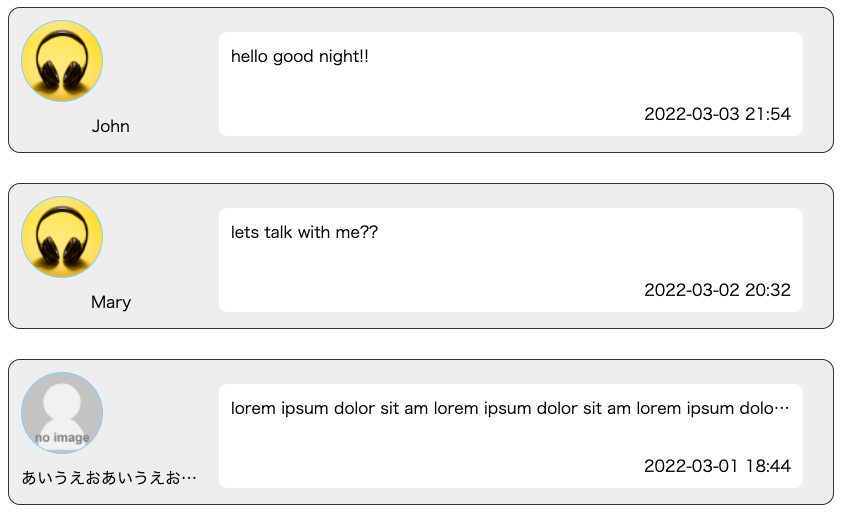 hello good night!!
2022-03-03 21:54
John
lets talk with me??
2022-03-02 20:32
Mary
lorem ipsum dolor sit am lorem ipsum dolor sit am lorem ipsum dolo…
no image
2022-03-01 18:44
あいうえおあいうえお…